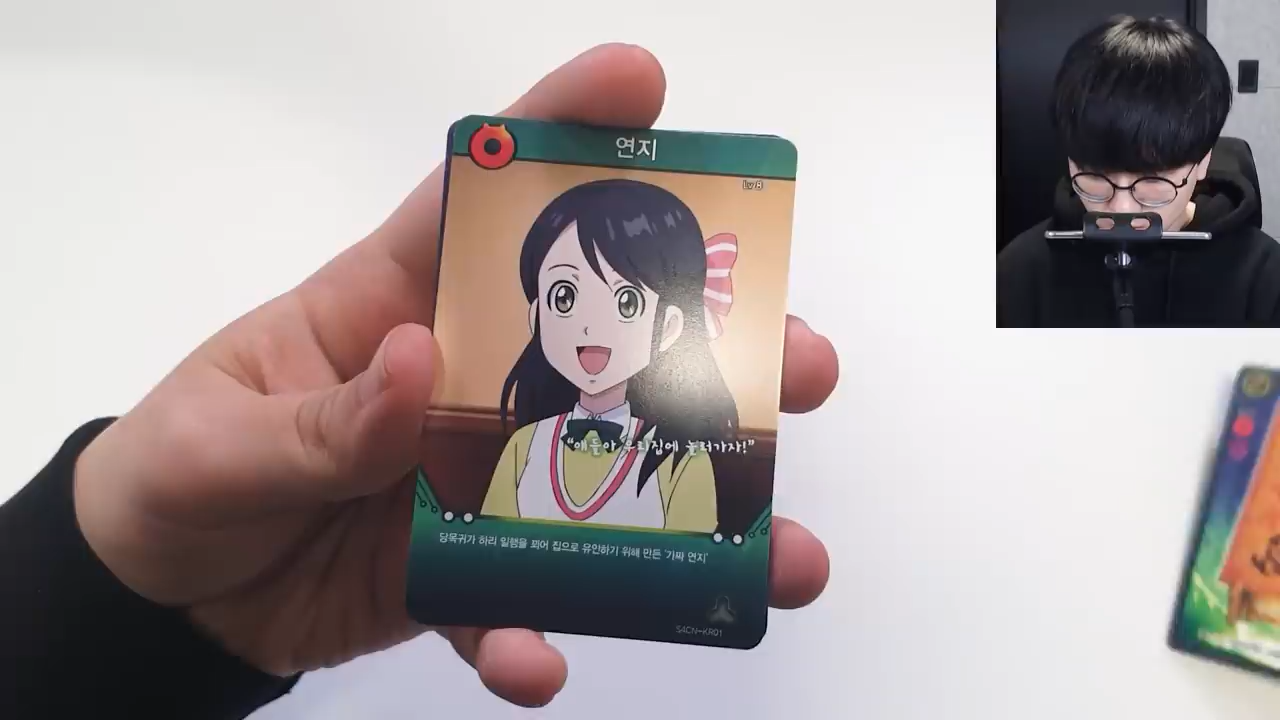 연지
Lv 8
“얘들아 우리집에 놀러가자!”
당목귀가 하리 일행을 꾀어 집으로 유인하기 위해 만든 '가짜 연지'
S4CN-KR01